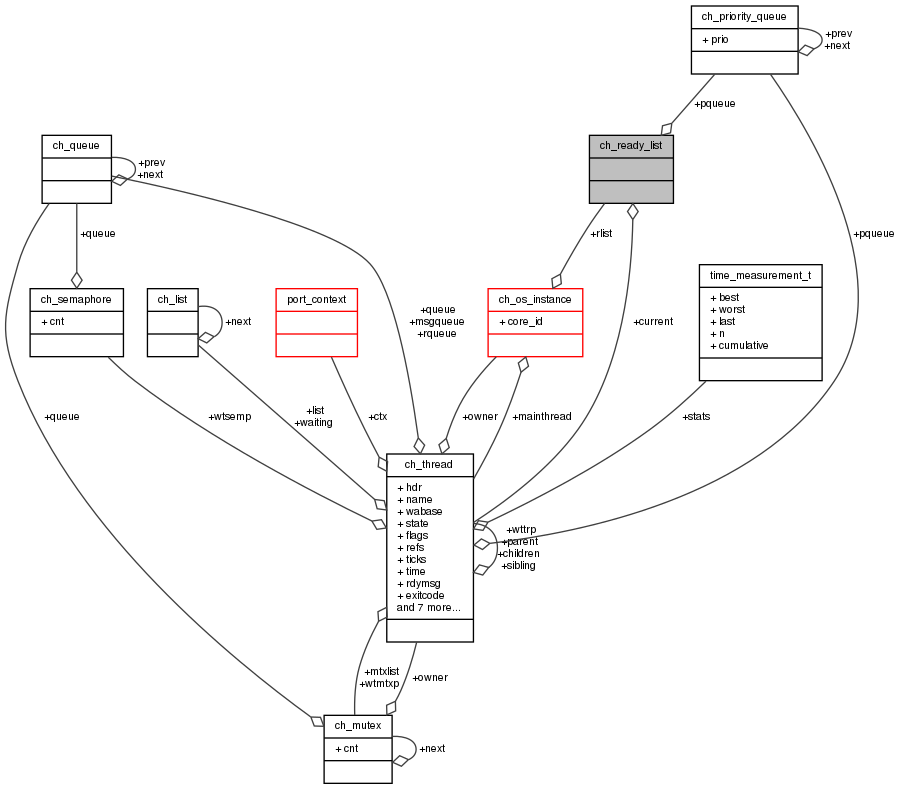 ch_priority_queue
+ prio
+prev
+next
+pqueue
ch_queue
+prev
+next
ch_ready_list
+queue
+rlist
+pqueue
ch_semaphore
+ cnt
ch_list
+next
port_context
+queue
+msgqueue
+rqueue
ch_os_instance
+ core_id
+current
time_measurement_t
+ best
+ worst
+ last
+ n
+ cumulative
+queue
+wtsemp
+list
+waiting
+ctx
+owner
+mainthread
+stats
ch_thread
+ hdr
+ name
+ wabase
+ state
+ flags
+ refs
+ ticks
+ time
+ rdymsg
+ exitcode
and 7 more...
+wttrp
+parent
+children
+sibling
+mtxlist
+wtmtxp
+owner
ch_mutex
+ cnt
+next